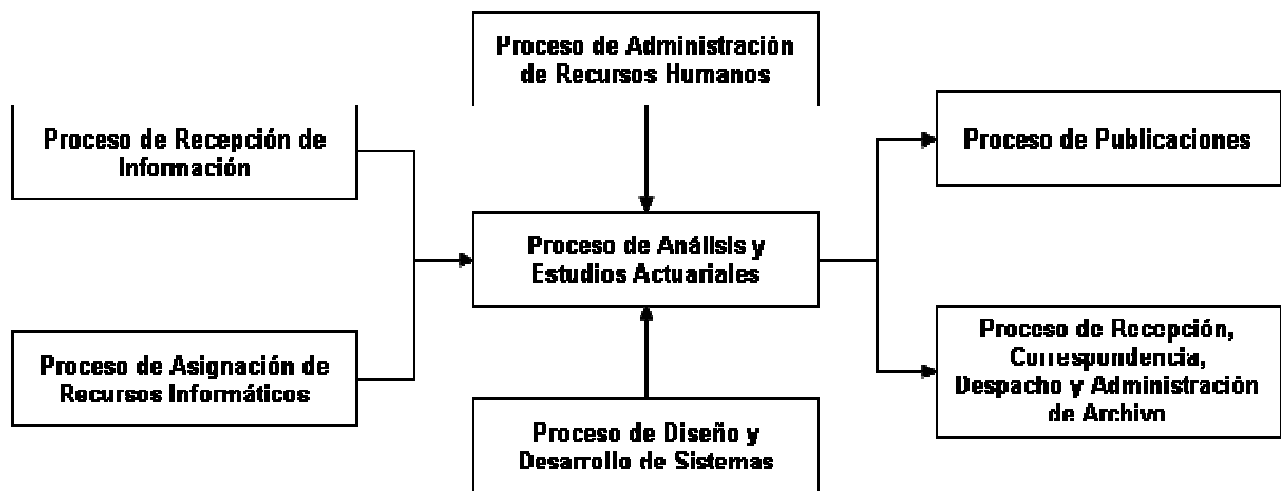 Proceso de Administración
de Recursos Humanos
Proceso de Recepción de
Información
Proceso de Publicaciones
Proceso de Análisis y
Estudios Actuariales
Proceso de Asignación de
Recursos Informáticos
Proceso de Recepción,
Correspondencia,
Despacho y Administración
de Archivo
Proceso de Diseño y
Desarrollo de Sistemas